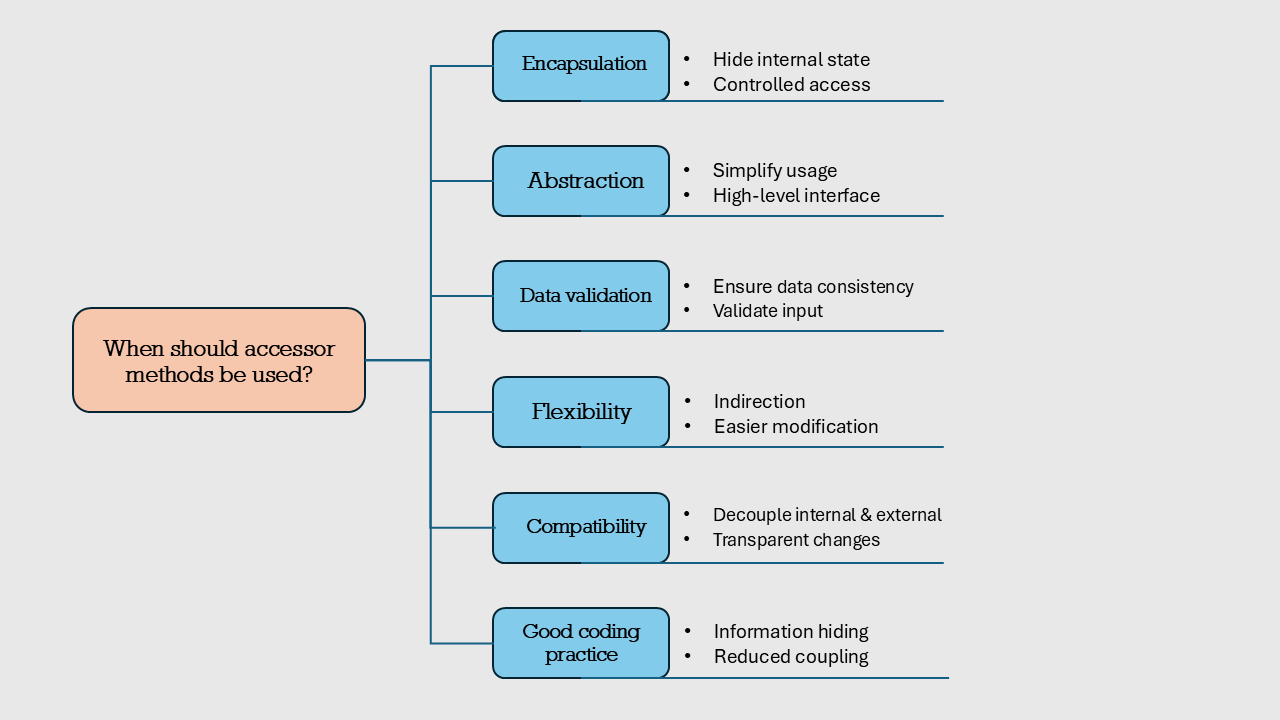 When should accessor
methods be used?
Encapsulation
• Hide internal state
• Controlled access
Abstraction
• Simplify usage
• High-level interface
Data validation
• Ensure data consistency
• Validate input
Flexibility
• Indirection
• Easier modification
Compatibility
• Decouple internal & external
• Transparent changes
Good coding
practice
• Information hiding
• Reduced coupling